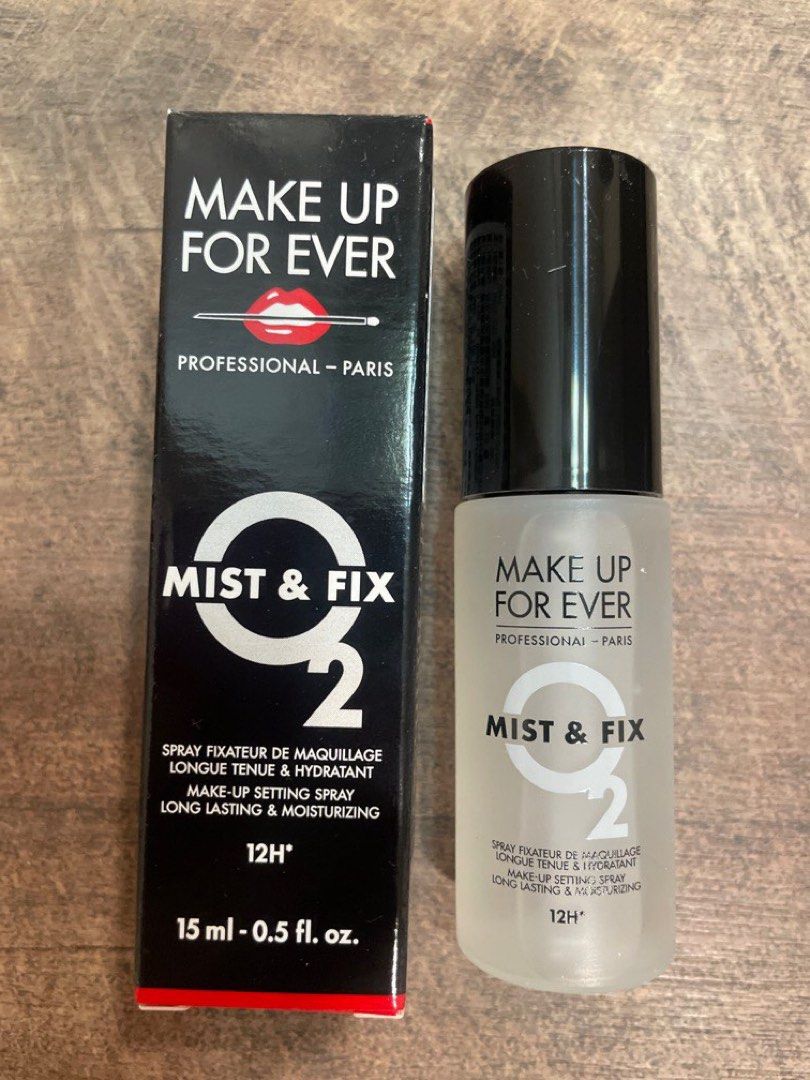 MAKE UP
FOR EVER
PROFESSIONAL – PARIS
O
MIST & FIX
2
SPRAY FIXATEUR DE MAQUILLAGE
LONGUE TENUE & HYDRATANT
MAKE-UP SETTING SPRAY
LONG LASTING & MOISTURIZING
12H*
15 ml - 0.5 fl. oz.
MAKE UP
FOR EVER
PROFESSIONAL – PARIS
O
MIST & FIX
2
SPRAY FIXATEUR DE MAQUILLAGE
LONGUE TENUE & HYDRATANT
MAKE-UP SETTING SPRAY
LONG LASTING & MOISTURIZING
12H*